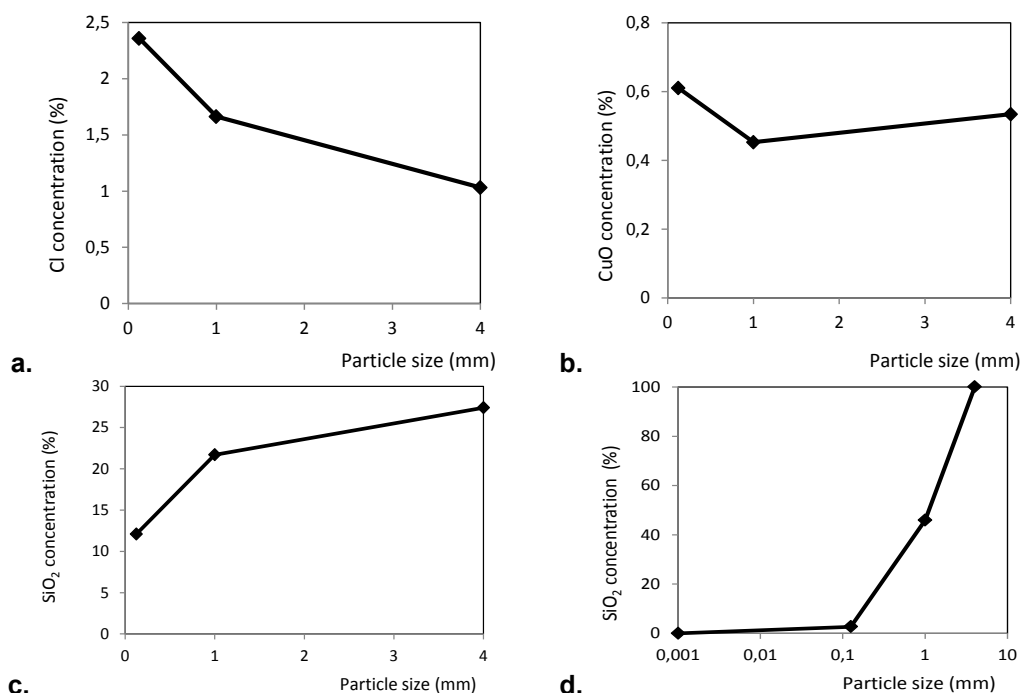 2,5
2
1,5
1
0,5
0
Cl concentration (%)
0 1 2 3 4
Particle size (mm)
a.
0,8
0,6
0,4
0,2
0
CuO concentration (%)
0 1 2 3 4
Particle size (mm)
b.
30
25
20
15
10
5
0
SiO₂ concentration (%)
0 1 2 3 4
Particle size (mm)
c.
100
80
60
40
20
0
SiO₂ concentration (%)
0,001 0,01 0,1 1 10
Particle size (mm)
d.